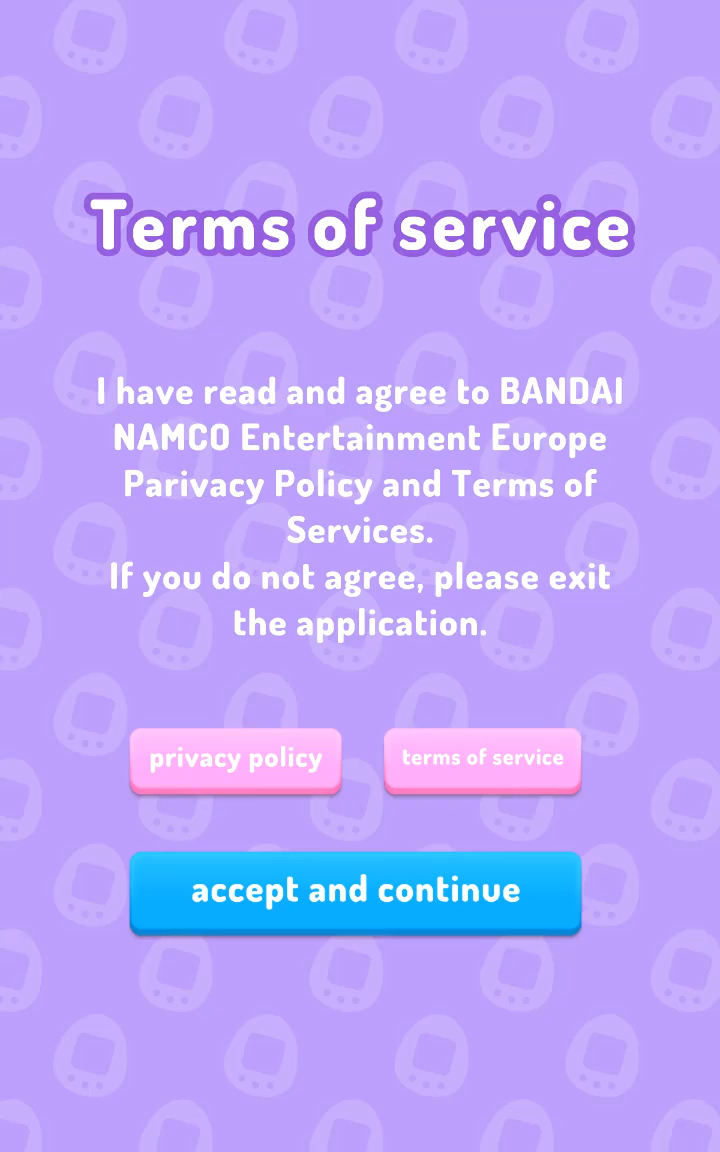 Terms of service
I have read and agree to BANDAI
NAMCO Entertainment Europe
Parivacy Policy and Terms of
Services.
If you do not agree, please exit
the application.
privacy policy
terms of service
accept and continue